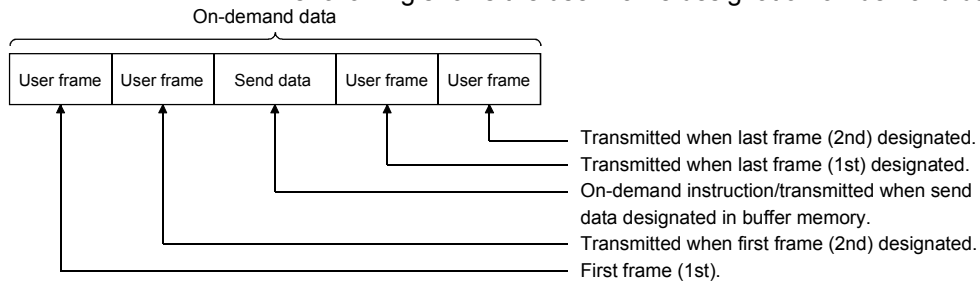 On-demand data
User frame User frame Send data User frame User frame
Transmitted when last frame (2nd) designated.
Transmitted when last frame (1st) designated.
On-demand instruction/transmitted when send
data designated in buffer memory.
Transmitted when first frame (2nd) designated.
First frame (1st).